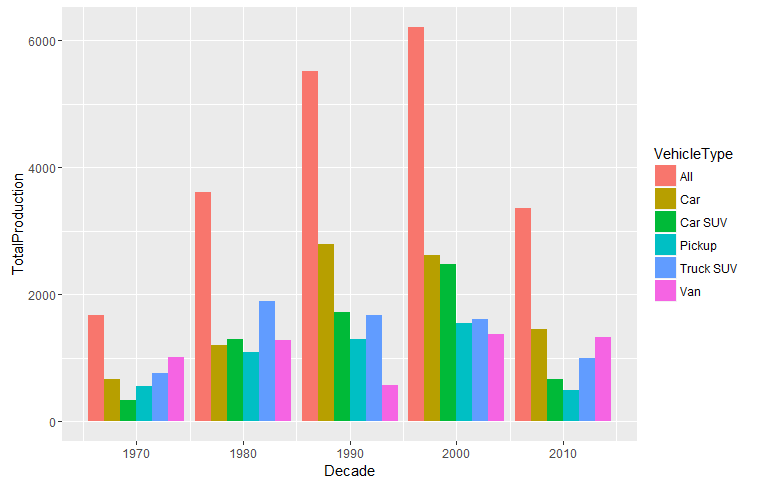 TotalProduction
6000
4000
2000
0
1970 1980 1990 2000 2010
Decade
VehicleType
All
Car
Car SUV
Pickup
Truck SUV
Van